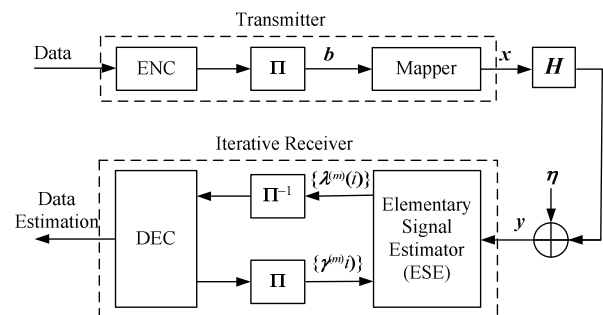 Transmitter
Data
ENC
Π
b
Mapper
x
H
Iterative Receiver
Data
Estimation
DEC
Π⁻¹
{λ⁽ᵐ⁾(i)}
Π
{γ⁽ᵐ⁾i)}
Elementary
Signal
Estimator
(ESE)
y
η